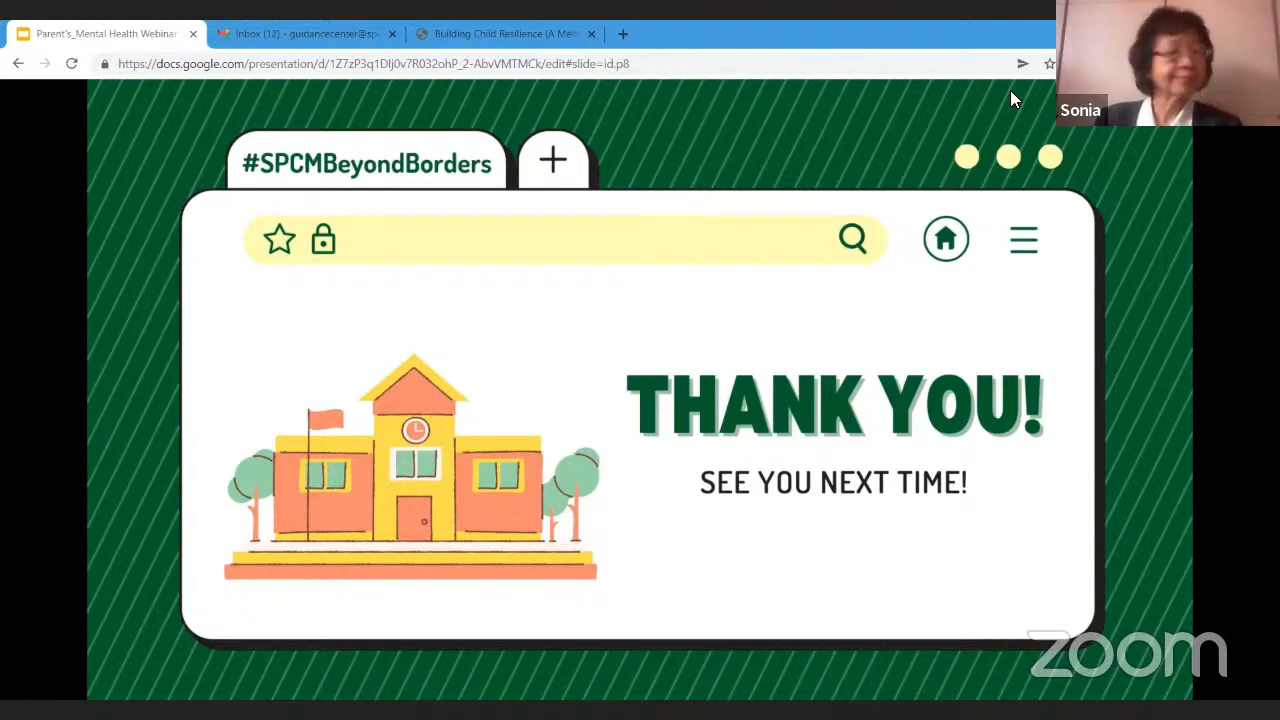 Parent's_Mental Health Webinar
Inbox (12) - guidancecenter@sp
Building Child Resilience (A Mem
https://docs.google.com/presentation/d/1Z7zP3q1DIj0v7R032ohP_2-AbvVMTMCk/edit#slide=id.p8
Sonia
#SPCMBeyondBorders
THANK YOU!
SEE YOU NEXT TIME!
zoom